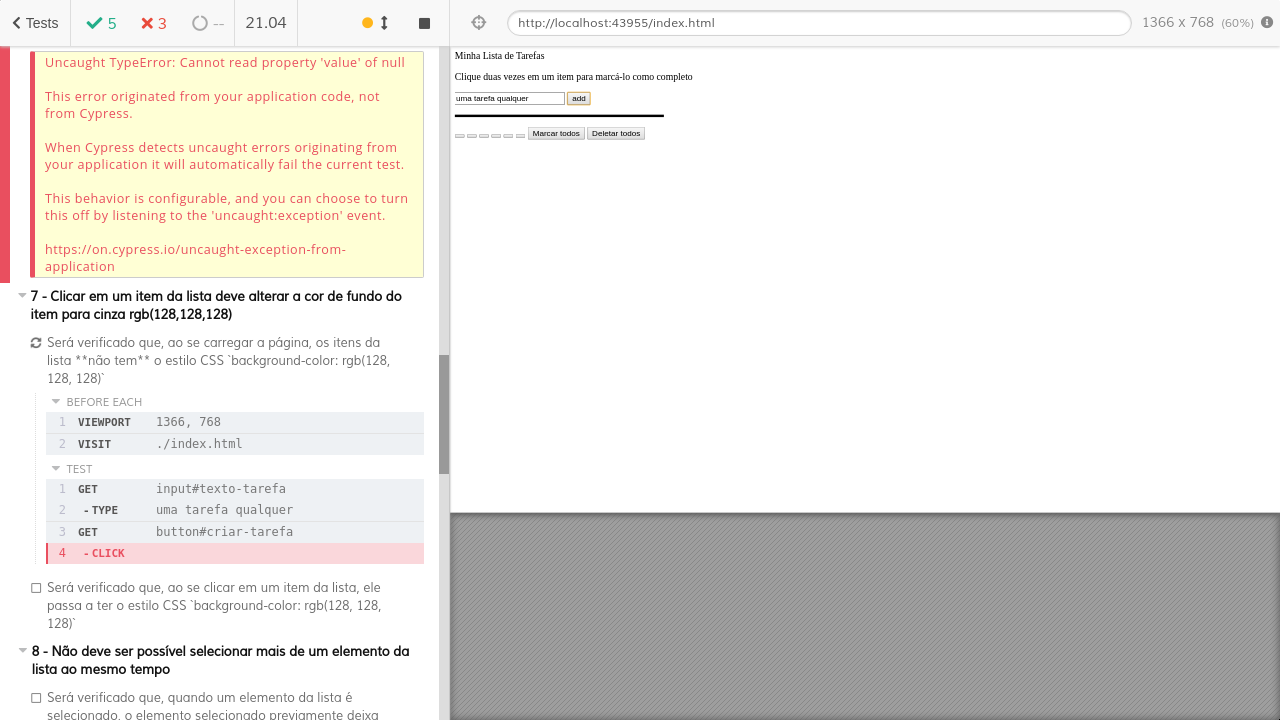 Tests
5
3
--
21.04
http://localhost:43955/index.html
1366 x 768 (60%)
Uncaught TypeError: Cannot read property 'value' of null
This error originated from your application code, not
from Cypress.
When Cypress detects uncaught errors originating from
your application it will automatically fail the current test.
This behavior is configurable, and you can choose to turn
this off by listening to the 'uncaught:exception' event.
https://on.cypress.io/uncaught-exception-from-
application
7 - Clicar em um item da lista deve alterar a cor de fundo do
item para cinza rgb(128,128,128)
Será verificado que, ao se carregar a página, os itens da
lista **não tem** o estilo CSS `background-color: rgb(128,
128, 128)`
BEFORE EACH
1 VIEWPORT 1366, 768
2 VISIT ./index.html
TEST
1 GET input#texto-tarefa
2 - TYPE uma tarefa qualquer
3 GET button#criar-tarefa
4 - CLICK
Será verificado que, ao se clicar em um item da lista, ele
passa a ter o estilo CSS `background-color: rgb(128, 128,
128)`
8 - Não deve ser possível selecionar mais de um elemento da
lista ao mesmo tempo
Será verificado que, quando um elemento da lista é
selecionado, o elemento selecionado previamente deixa
Minha Lista de Tarefas
Clique duas vezes em um item para marcá-lo como completo
uma tarefa qualquer add
Marcar todos Deletar todos